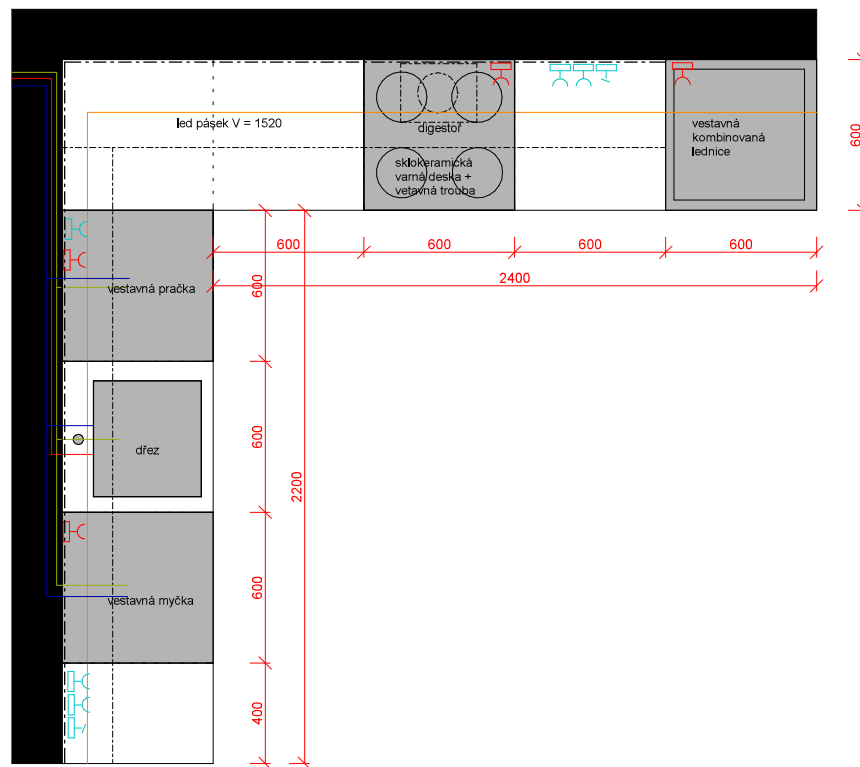 led pásek V = 1520
digestoř
sklokeramická
varná deska +
vetavná trouba
vestavná
kombinovaná
lednice
600
600
600
600
600
2400
vestavná pračka
600
dřez
600
2200
vestavná myčka
600
400